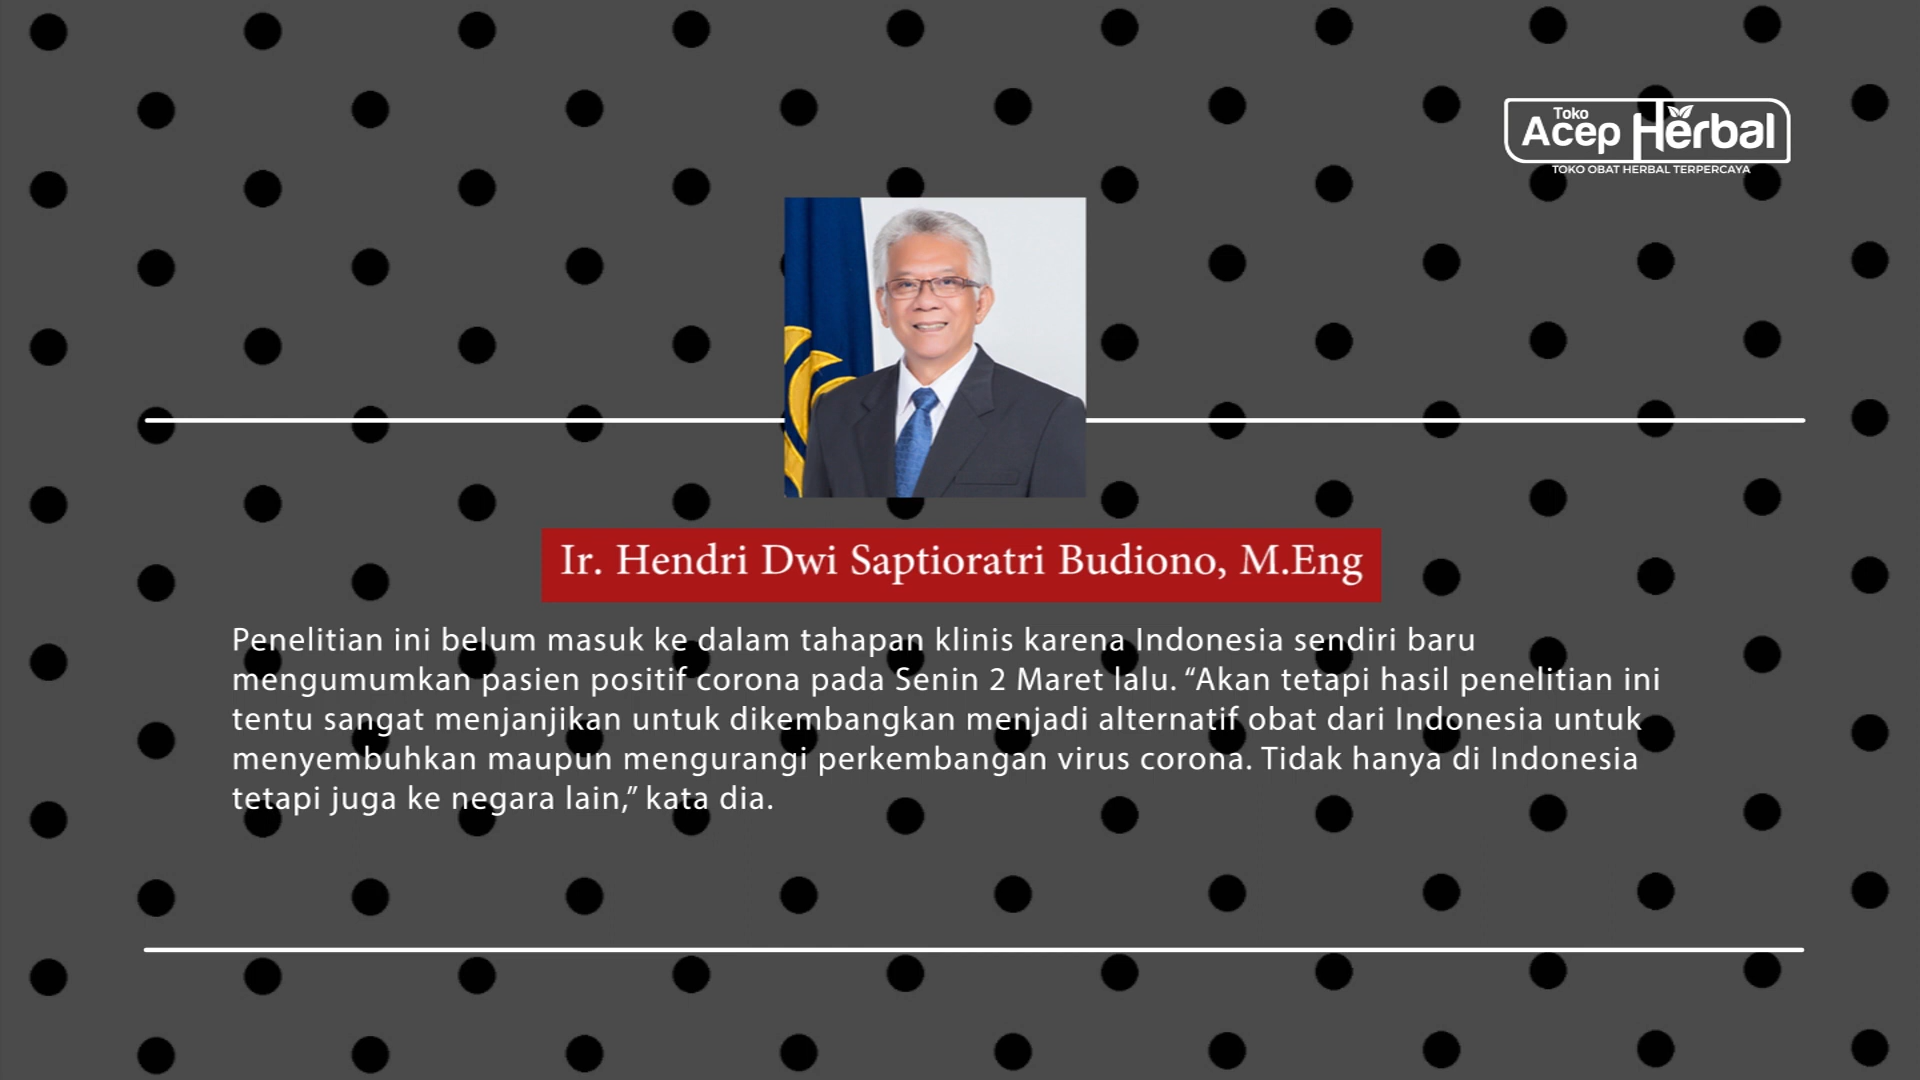 Toko
Acep Herbal
TOKO OBAT HERBAL TERPERCAYA
Ir. Hendri Dwi Saptioratri Budiono, M.Eng
Penelitian ini belum masuk ke dalam tahapan klinis karena Indonesia sendiri baru
mengumumkan pasien positif corona pada Senin 2 Maret lalu. “Akan tetapi hasil penelitian ini
tentu sangat menjanjikan untuk dikembangkan menjadi alternatif obat dari Indonesia untuk
menyembuhkan maupun mengurangi perkembangan virus corona. Tidak hanya di Indonesia
tetapi juga ke negara lain,” kata dia.